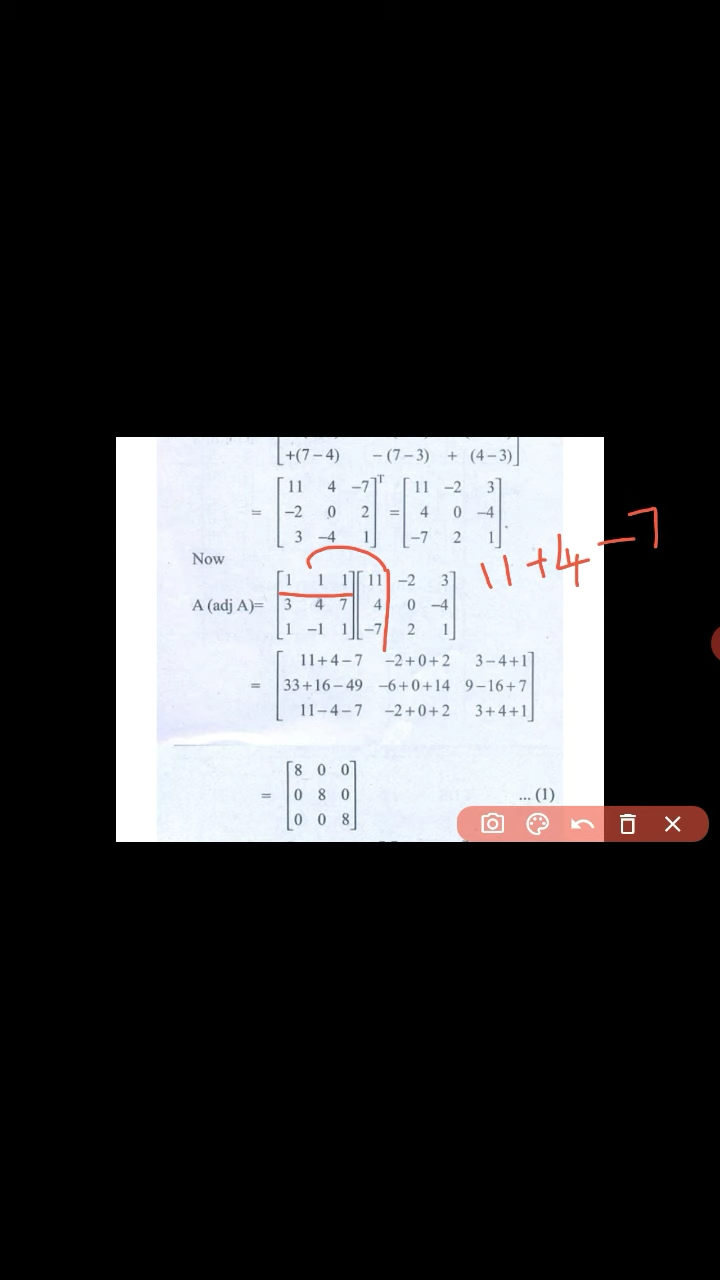 +(7−4) −(7−3) + (4−3)
= [11 4 −7]T = [11 −2 3]
[−2 0 2] [4 0 −4]
[3 −4 1] [−7 2 1]
Now
A (adj A)= [1 1 1] [11 −2 3]
[3 4 7] [4 0 −4]
[1 −1 1] [−7 2 1]
11+4−7
= [11+4−7 −2+0+2 3−4+1]
[33+16−49 −6+0+14 9−16+7]
[11−4−7 −2+0+2 3+4+1]
= [8 0 0]
[0 8 0] ... (1)
[0 0 8]